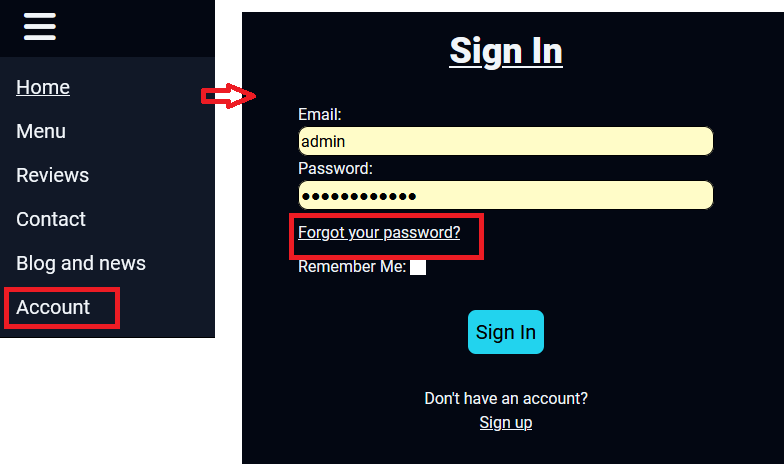 Home
Menu
Reviews
Contact
Blog and news
Account
Sign In
Email:
admin
Password:
••••••••••••
Forgot your password?
Remember Me:
Sign In
Don't have an account?
Sign up